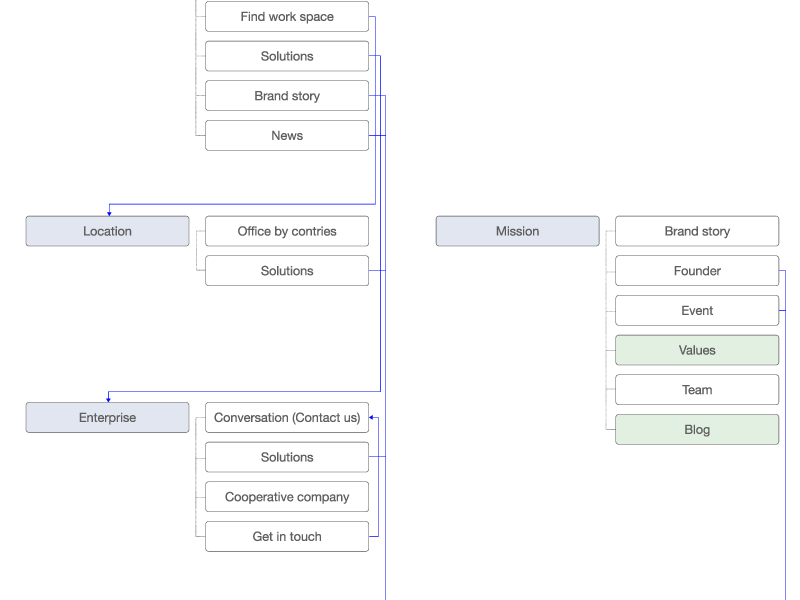 Find work space
Solutions
Brand story
News
Location
Office by contries
Solutions
Enterprise
Conversation (Contact us)
Solutions
Cooperative company
Get in touch
Mission
Brand story
Founder
Event
Values
Team
Blog